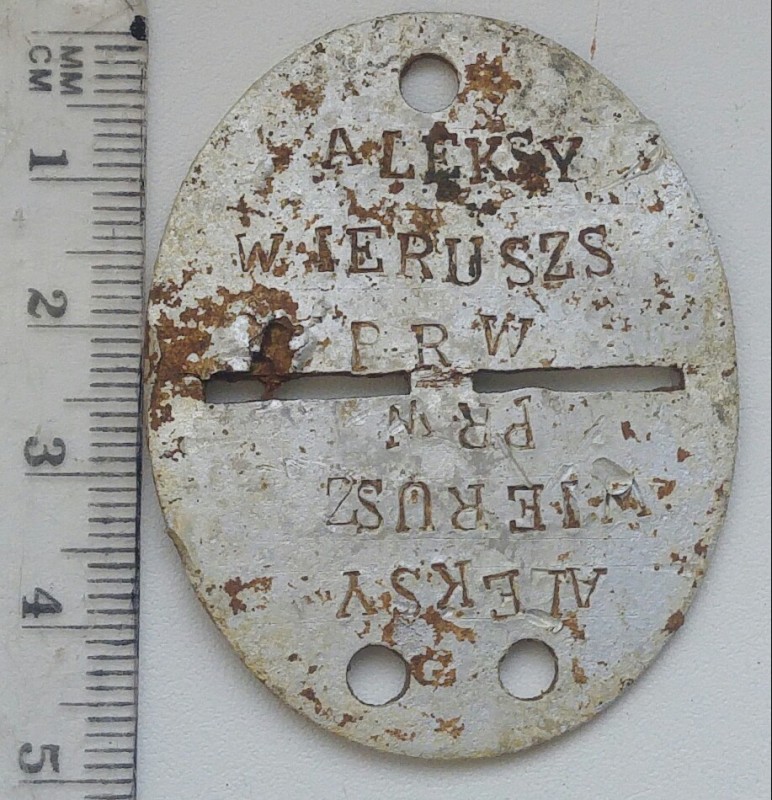 MM
CM
1
2
3
4
5
ALEKSY
WIERUSZS
PRW
PRW
WIERUSZ
ALEKSY
G